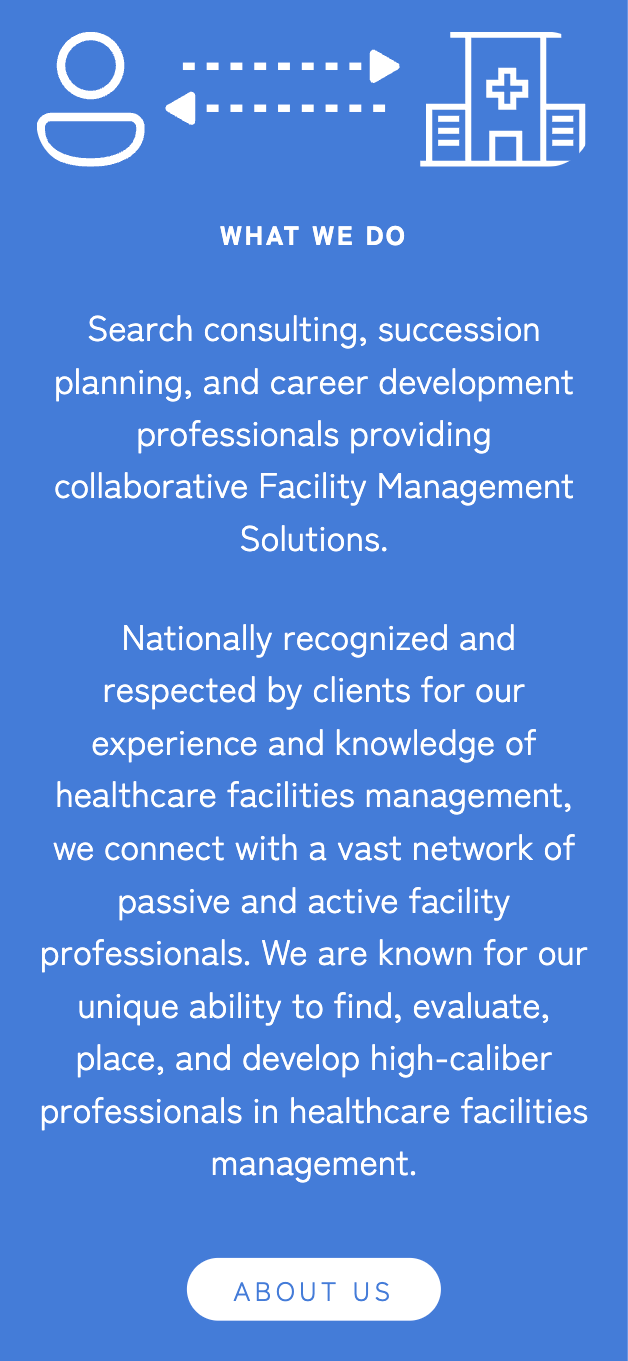 WHAT WE DO
Search consulting, succession
planning, and career development
professionals providing
collaborative Facility Management
Solutions.
Nationally recognized and
respected by clients for our
experience and knowledge of
healthcare facilities management,
we connect with a vast network of
passive and active facility
professionals. We are known for our
unique ability to find, evaluate,
place, and develop high-caliber
professionals in healthcare facilities
management.
ABOUT US